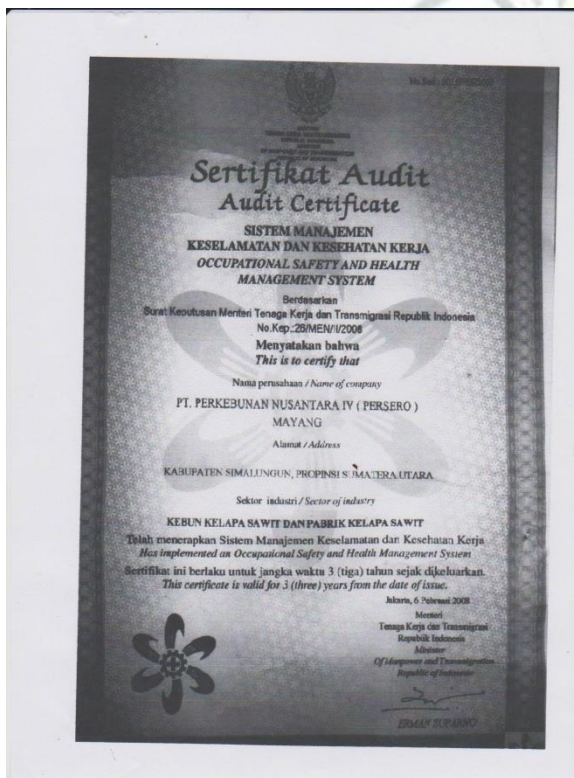 No. Seri :
Sertifikat Audit
Audit Certificate
SISTEM MANAJEMEN
KESELAMATAN DAN KESEHATAN KERJA
OCCUPATIONAL SAFETY AND HEALTH
MANAGEMENT SYSTEM
Berdasarkan
Surat Keputusan Menteri Tenaga Kerja dan Transmigrasi Republik Indonesia
Menyatakan bahwa
This is to certify that
Nama perusahaan / Name of company
PT. PERKEBUNAN NUSANTARA IV ( PERSERO )
MAYANG
Alamat / Address
KABUPATEN SIMALUNGUN, PROPINSI SUMATERA UTARA
Sektor industri / Sector of industry
KEBUN KELAPA SAWIT DAN PABRIK KELAPA SAWIT
Telah menerapkan Sistem Manajemen Keselamatan dan Kesehatan Kerja
Has implemented an Occupational Safety and Health Management System
Sertifikat ini berlaku untuk jangka waktu 3 (tiga) tahun sejak dikeluarkan.
This certificate is valid for 3 (three) years from the date of issue.
Jakarta, 6 Pebruari 2008
Menteri
Tenaga Kerja dan Transmigrasi
Republik Indonesia
Minister
Of Manpower and Transmigration
Republic of Indonesia
ERMAN SUPARNO